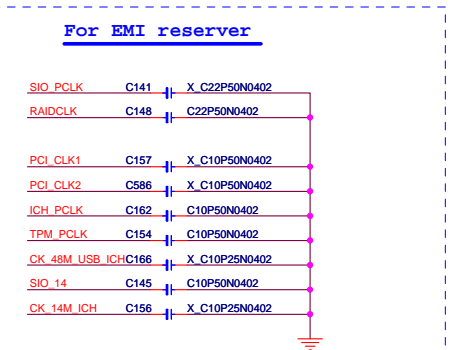 For EMI reserver
SIO_PCLK C141 X_C22P50N0402
RAIDCLK C148 C22P50N0402
PCI_CLK1 C157 X_C10P50N0402
PCI_CLK2 C586 X_C10P50N0402
ICH_PCLK C162 C10P50N0402
TPM_PCLK C154 C10P50N0402
CK_48M_USB_ICH C166 X_C10P25N0402
SIO_14 C145 C10P50N0402
CK_14M_ICH C156 X_C10P25N0402